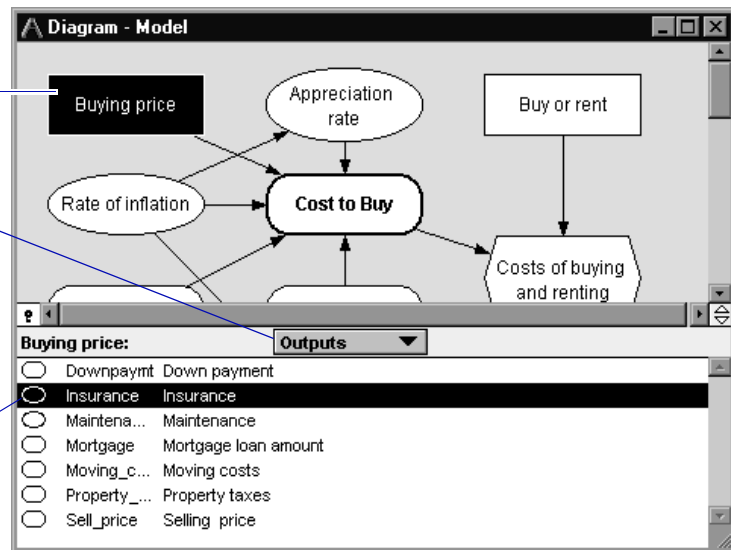 Diagram - Model
Buying price
Appreciation
rate
Buy or rent
Rate of inflation
Cost to Buy
Costs of buying
and renting
Buying price:
Outputs
Downpaymt Down payment
Insurance Insurance
Maintena... Maintenance
Mortgage Mortgage loan amount
Moving_c... Moving costs
Property_... Property taxes
Sell_price Selling price